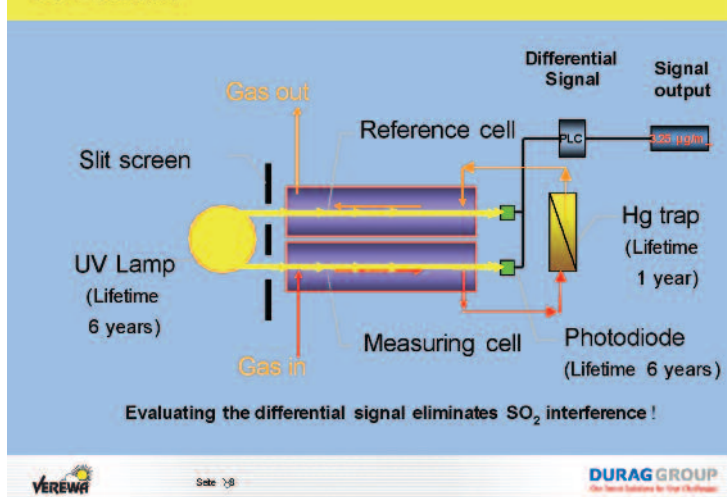 Differential
Signal
Signal
output
Gas out
Reference cell
PLC
Slit screen
UV Lamp
(Lifetime
6 years)
Hg trap
(Lifetime
1 year)
Gas in
Measuring cell
Photodiode
(Lifetime 6 years)
Evaluating the differential signal eliminates SO₂ interference !
VEREWA
Seite
DURAG GROUP